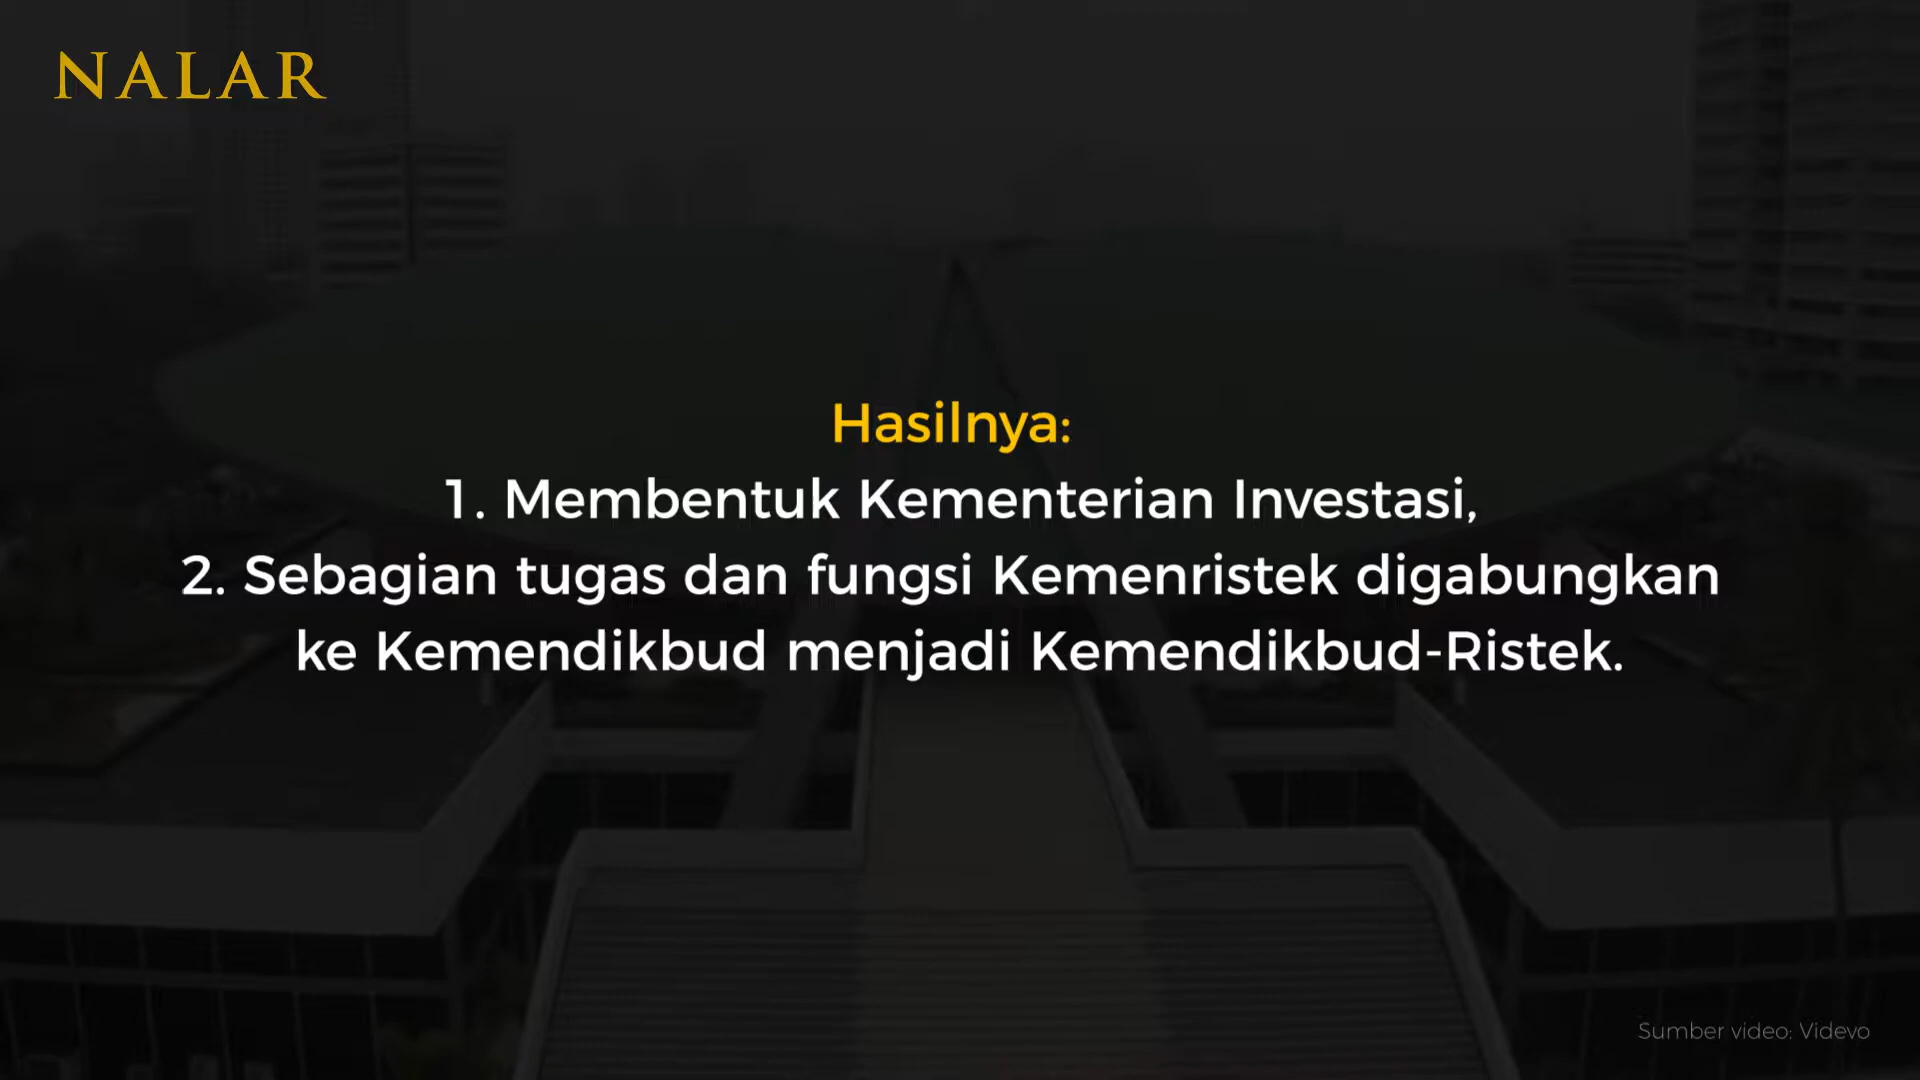 NALAR
Hasilnya:
1. Membentuk Kementerian Investasi,
2. Sebagian tugas dan fungsi Kemenristek digabungkan
ke Kemendikbud menjadi Kemendikbud-Ristek.
Sumber video: Videvo